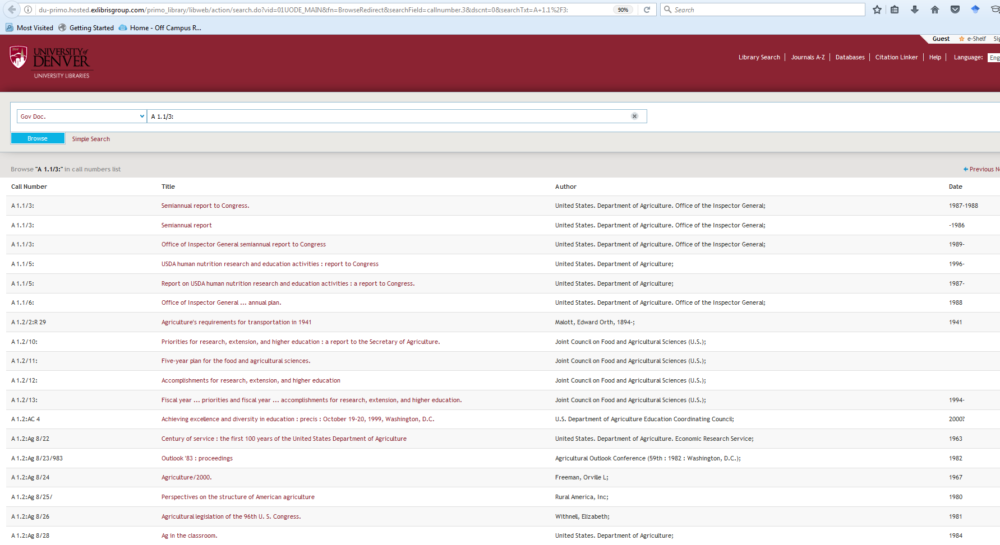 du-primo.hosted.exlibrisgroup.com/primo_library/libweb/action/search.do?vid=01UODE_MAIN&fn=BrowseRedirect&searchField=callnumber.3&dscnt=0&searchTxt=A+1.1%2F3: 90% Search
Most Visited Getting Started Home - Off Campus R...
Guest e-Shelf Sig
1864 UNIVERSITY of DENVER
UNIVERSITY LIBRARIES
Library Search Journals A-Z Databases Citation Linker Help Language: Eng
Gov Doc. A 1.1/3:
Browse Simple Search
Browse "A 1.1/3:" in call numbers list Previous Ne
Call Number Title Author Date
A 1.1/3: Semiannual report to Congress. United States. Department of Agriculture. Office of the Inspector General; 1987-1988
A 1.1/3: Semiannual report United States. Department of Agriculture. Office of the Inspector General; -1986
A 1.1/3: Office of Inspector General semiannual report to Congress United States. Department of Agriculture. Office of the Inspector General; 1989-
A 1.1/5: USDA human nutrition research and education activities : report to Congress United States. Department of Agriculture; 1996-
A 1.1/5: Report on USDA human nutrition research and education activities : a report to Congress. United States. Department of Agriculture; 1987-
A 1.1/6: Office of Inspector General ... annual plan. United States. Department of Agriculture. Office of the Inspector General; 1988
A 1.2/2:R 29 Agriculture's requirements for transportation in 1941 Malott, Edward Orth, 1894-; 1941
A 1.2/10: Priorities for research, extension, and higher education : a report to the Secretary of Agriculture. Joint Council on Food and Agricultural Sciences (U.S.);
A 1.2/11: Five-year plan for the food and agricultural sciences. Joint Council on Food and Agricultural Sciences (U.S.);
A 1.2/12: Accomplishments for research, extension, and higher education Joint Council on Food and Agricultural Sciences (U.S.);
A 1.2/13: Fiscal year ... priorities and fiscal year ... accomplishments for research, extension, and higher education. Joint Council on Food and Agricultural Sciences (U.S.); 1994-
A 1.2:AC 4 Achieving excellence and diversity in education : precis : October 19-20, 1999, Washington, D.C. U.S. Department of Agriculture Education Coordinating Council; 2000?
A 1.2:Ag 8/22 Century of service : the first 100 years of the United States Department of Agriculture United States. Department of Agriculture. Economic Research Service; 1963
A 1.2:Ag 8/23/983 Outlook '83 : proceedings Agricultural Outlook Conference (59th : 1982 : Washington, D.C.); 1982
A 1.2:Ag 8/24 Agriculture/2000. Freeman, Orville L; 1967
A 1.2:Ag 8/25/ Perspectives on the structure of American agriculture Rural America, Inc; 1980
A 1.2:Ag 8/26 Agricultural legislation of the 96th U. S. Congress. Withnell, Elizabeth; 1981
A 1.2:Ag 8/28 Ag in the classroom. United States. Department of Agriculture; 1984